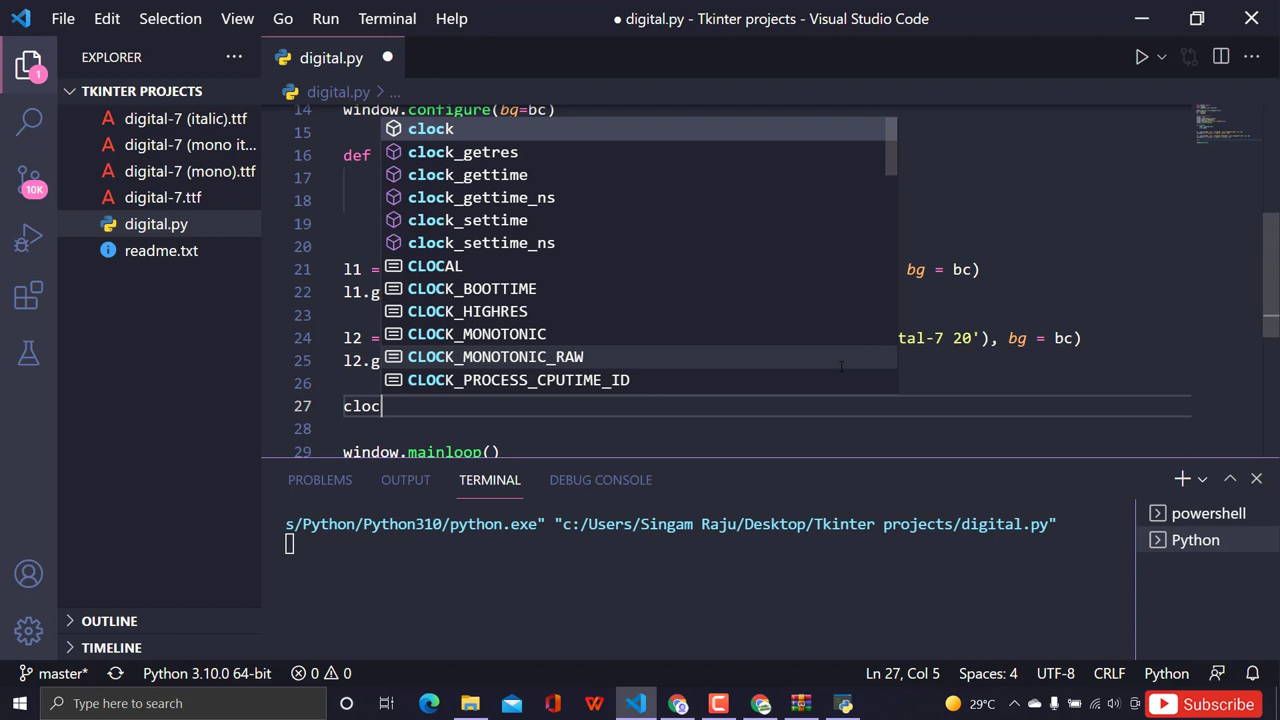 File Edit Selection View Go Run Terminal Help
● digital.py - Tkinter projects - Visual Studio Code
EXPLORER
TKINTER PROJECTS
digital-7 (italic).ttf
digital-7 (mono it...
digital-7 (mono).ttf
digital-7.ttf
digital.py
readme.txt
OUTLINE
TIMELINE
1
10K
digital.py
digital.py > ...
14 window.configure(bg=bc)
15
16 def
17
18
19
20
21 l1 = bg = bc)
22 l1.g
23
24 l2 = tal-7 20'), bg = bc)
25 l2.g
26
27 cloc
28
29 window.mainloop()
clock
clock_getres
clock_gettime
clock_gettime_ns
clock_settime
clock_settime_ns
CLOCAL
CLOCK_BOOTTIME
CLOCK_HIGHRES
CLOCK_MONOTONIC
CLOCK_MONOTONIC_RAW
CLOCK_PROCESS_CPUTIME_ID
PROBLEMS OUTPUT TERMINAL DEBUG CONSOLE
s/Python/Python310/python.exe" "c:/Users/Singam Raju/Desktop/Tkinter projects/digital.py"
powershell
Python
master* Python 3.10.0 64-bit 0 0 Ln 27, Col 5 Spaces: 4 UTF-8 CRLF Python
Type here to search
29°C
Subscribe